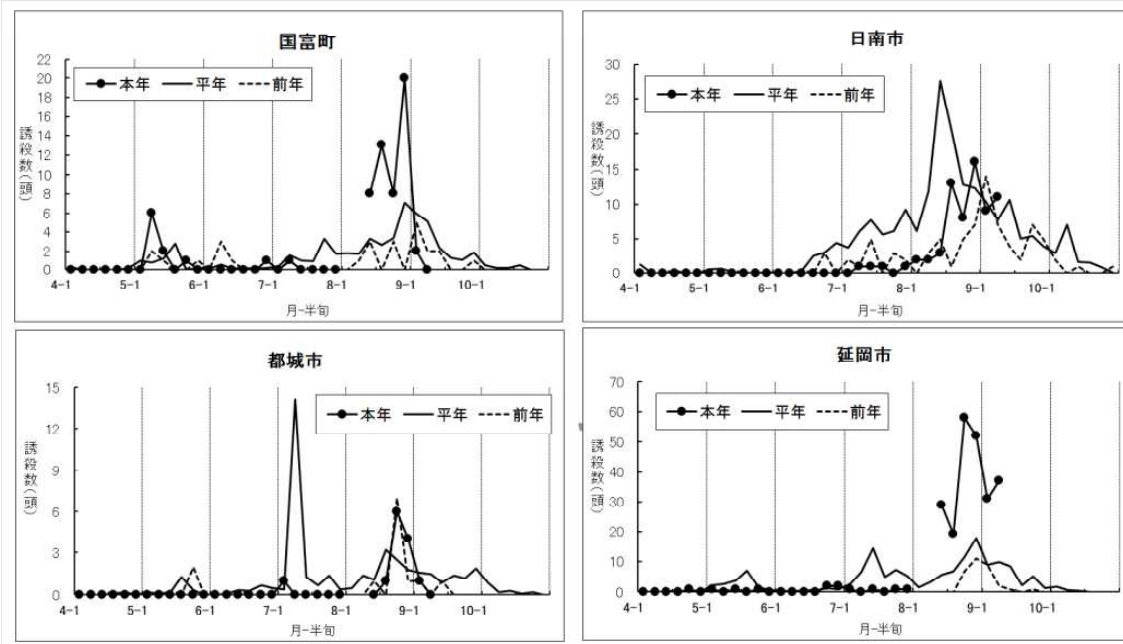 国富町
22
20
18
16
14
12
10
8
6
4
2
0
誘殺数(頭)
本年 平年 前年
4-1 5-1 6-1 7-1 8-1 9-1 10-1
月-半旬
日南市
30
25
20
15
10
5
0
誘殺数(頭)
本年 平年 前年
4-1 5-1 6-1 7-1 8-1 9-1 10-1
月-半旬
都城市
15
12
9
6
3
0
誘殺数(頭)
本年 平年 前年
4-1 5-1 6-1 7-1 8-1 9-1 10-1
月-半旬
延岡市
70
60
50
40
30
20
10
0
誘殺数(頭)
本年 平年 前年
4-1 5-1 6-1 7-1 8-1 9-1 10-1
月-半旬